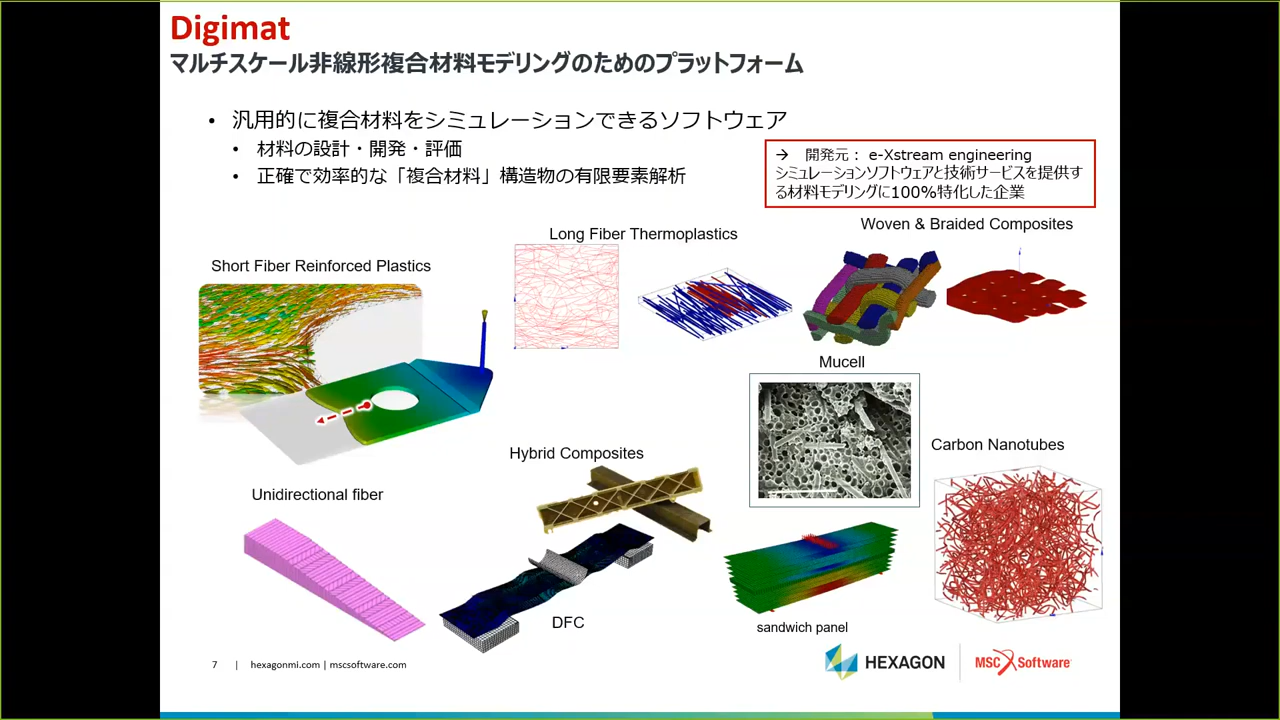 Digimat
マルチスケール非線形複合材料モデリングのためのプラットフォーム
• 汎用的に複合材料をシミュレーションできるソフトウェア
• 材料の設計・開発・評価
• 正確で効率的な「複合材料」構造物の有限要素解析
→ 開発元： e-Xstream engineering
シミュレーションソフトウェアと技術サービスを提供す
る材料モデリングに100%特化した企業
Short Fiber Reinforced Plastics
Long Fiber Thermoplastics
Woven & Braided Composites
Mucell
Carbon Nanotubes
Hybrid Composites
Unidirectional fiber
DFC
sandwich panel
7 | hexagonmi.com | mscsoftware.com
HEXAGON
MSC Software